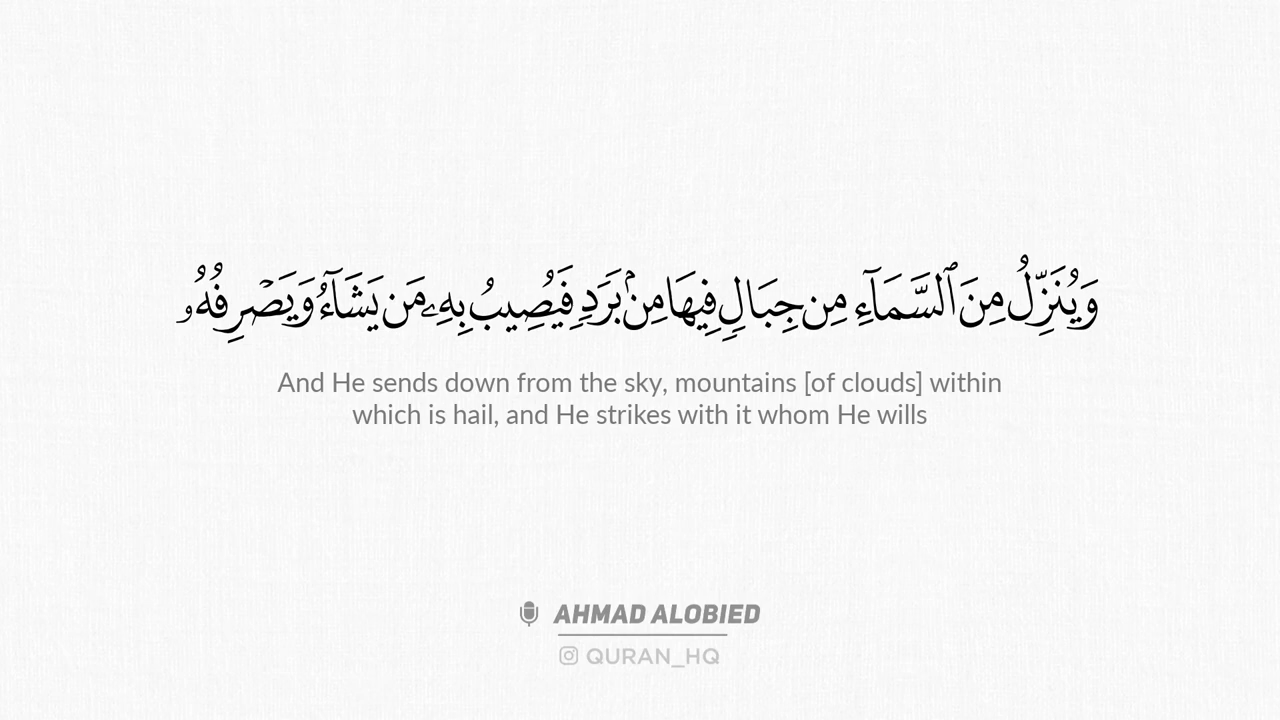 وَيُنَزِّلُ مِنَ ٱلسَّمَآءِ مِن جِبَالٍ فِيهَا مِنۢ بَرَدٍ فَيُصِيبُ بِهِۦ مَن يَشَآءُ وَيَصْرِفُهُۥ
And He sends down from the sky, mountains [of clouds] within
which is hail, and He strikes with it whom He wills
AHMAD ALOBIED
QURAN_HQ